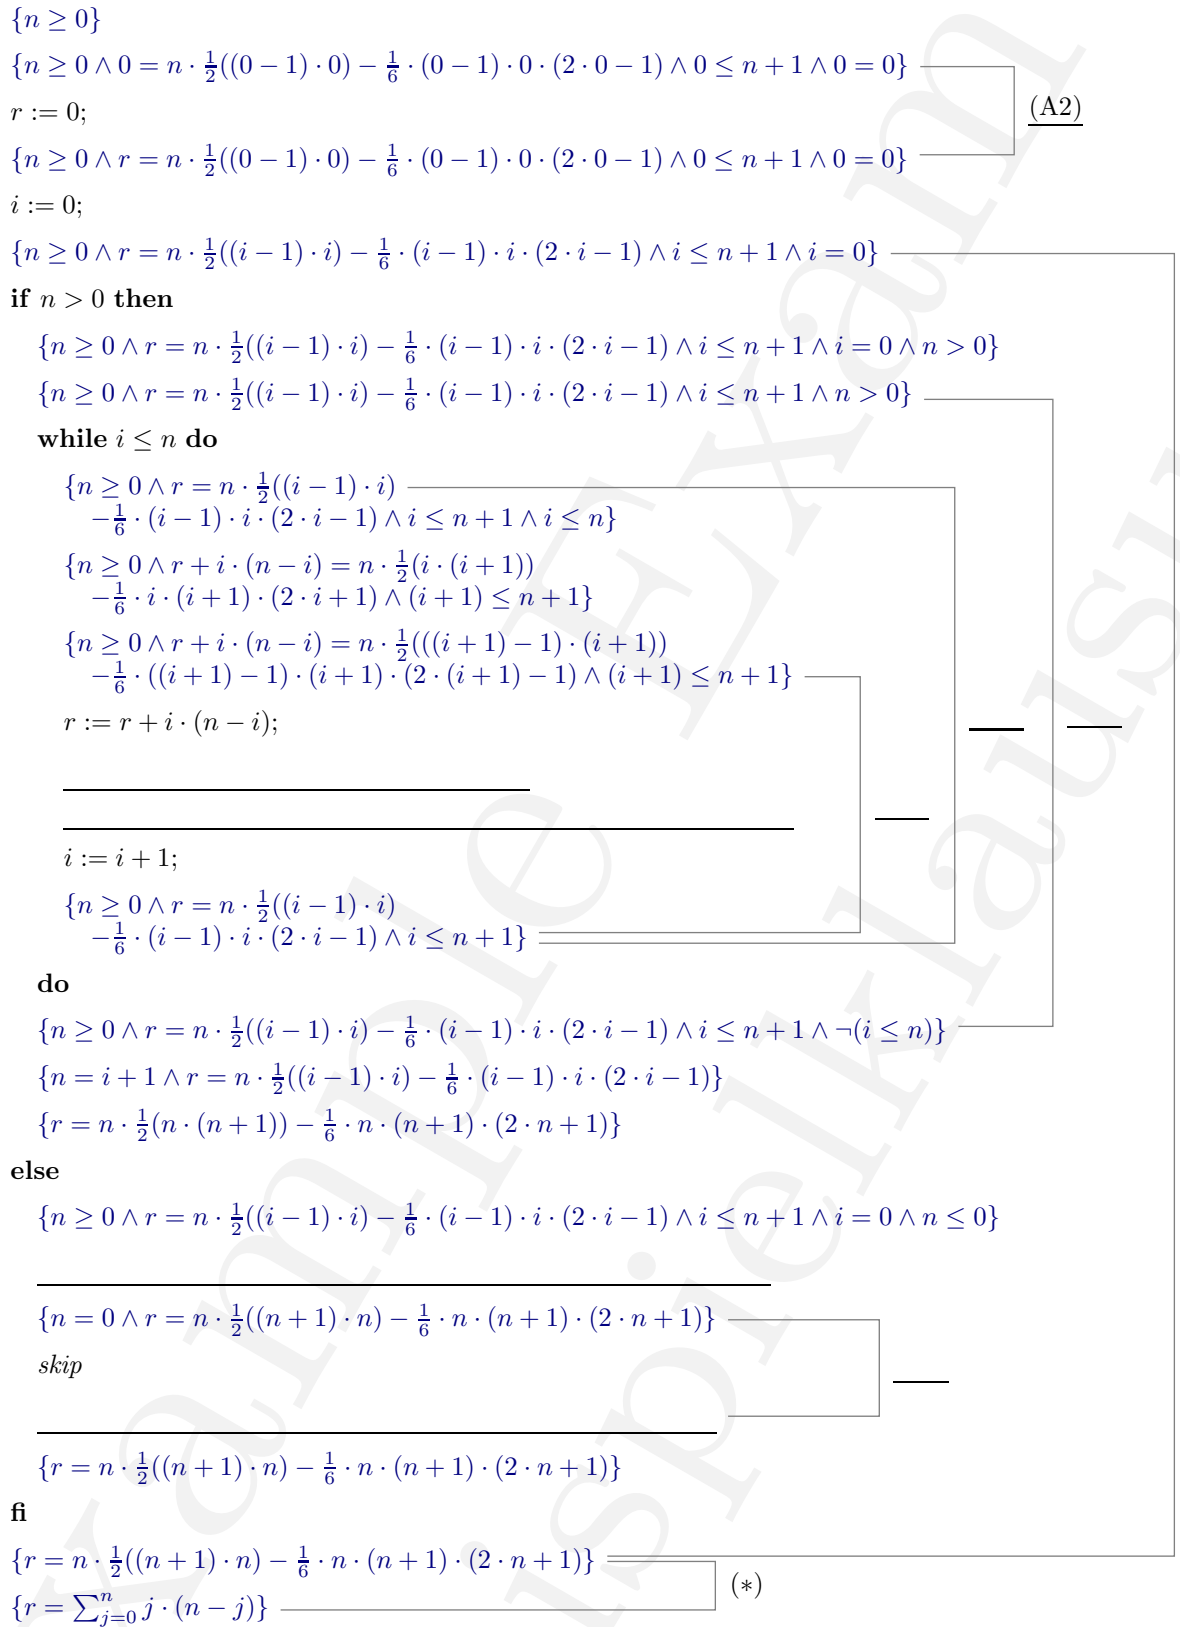 {n ≥ 0}
{n ≥ 0 ∧ 0 = n · 1/2((0 − 1) · 0) − 1/6 · (0 − 1) · 0 · (2 · 0 − 1) ∧ 0 ≤ n + 1 ∧ 0 = 0}
(A2)
r := 0;
{n ≥ 0 ∧ r = n · 1/2((0 − 1) · 0) − 1/6 · (0 − 1) · 0 · (2 · 0 − 1) ∧ 0 ≤ n + 1 ∧ 0 = 0}
i := 0;
{n ≥ 0 ∧ r = n · 1/2((i − 1) · i) − 1/6 · (i − 1) · i · (2 · i − 1) ∧ i ≤ n + 1 ∧ i = 0}
if n > 0 then
{n ≥ 0 ∧ r = n · 1/2((i − 1) · i) − 1/6 · (i − 1) · i · (2 · i − 1) ∧ i ≤ n + 1 ∧ i = 0 ∧ n > 0}
{n ≥ 0 ∧ r = n · 1/2((i − 1) · i) − 1/6 · (i − 1) · i · (2 · i − 1) ∧ i ≤ n + 1 ∧ n > 0}
while i ≤ n do
{n ≥ 0 ∧ r = n · 1/2((i − 1) · i)
−1/6 · (i − 1) · i · (2 · i − 1) ∧ i ≤ n + 1 ∧ i ≤ n}
{n ≥ 0 ∧ r + i · (n − i) = n · 1/2(i · (i + 1))
−1/6 · i · (i + 1) · (2 · i + 1) ∧ (i + 1) ≤ n + 1}
{n ≥ 0 ∧ r + i · (n − i) = n · 1/2(((i + 1) − 1) · (i + 1))
−1/6 · ((i + 1) − 1) · (i + 1) · (2 · (i + 1) − 1) ∧ (i + 1) ≤ n + 1}
r := r + i · (n − i);
i := i + 1;
{n ≥ 0 ∧ r = n · 1/2((i − 1) · i)
−1/6 · (i − 1) · i · (2 · i − 1) ∧ i ≤ n + 1}
do
{n ≥ 0 ∧ r = n · 1/2((i − 1) · i) − 1/6 · (i − 1) · i · (2 · i − 1) ∧ i ≤ n + 1 ∧ ¬(i ≤ n)}
{n = i + 1 ∧ r = n · 1/2((i − 1) · i) − 1/6 · (i − 1) · i · (2 · i − 1)}
{r = n · 1/2(n · (n + 1)) − 1/6 · n · (n + 1) · (2 · n + 1)}
else
{n ≥ 0 ∧ r = n · 1/2((i − 1) · i) − 1/6 · (i − 1) · i · (2 · i − 1) ∧ i ≤ n + 1 ∧ i = 0 ∧ n ≤ 0}
{n = 0 ∧ r = n · 1/2((n + 1) · n) − 1/6 · n · (n + 1) · (2 · n + 1)}
skip
{r = n · 1/2((n + 1) · n) − 1/6 · n · (n + 1) · (2 · n + 1)}
fi
{r = n · 1/2((n + 1) · n) − 1/6 · n · (n + 1) · (2 · n + 1)}
(∗)
{r = ∑_{j=0}^{n} j · (n − j)}